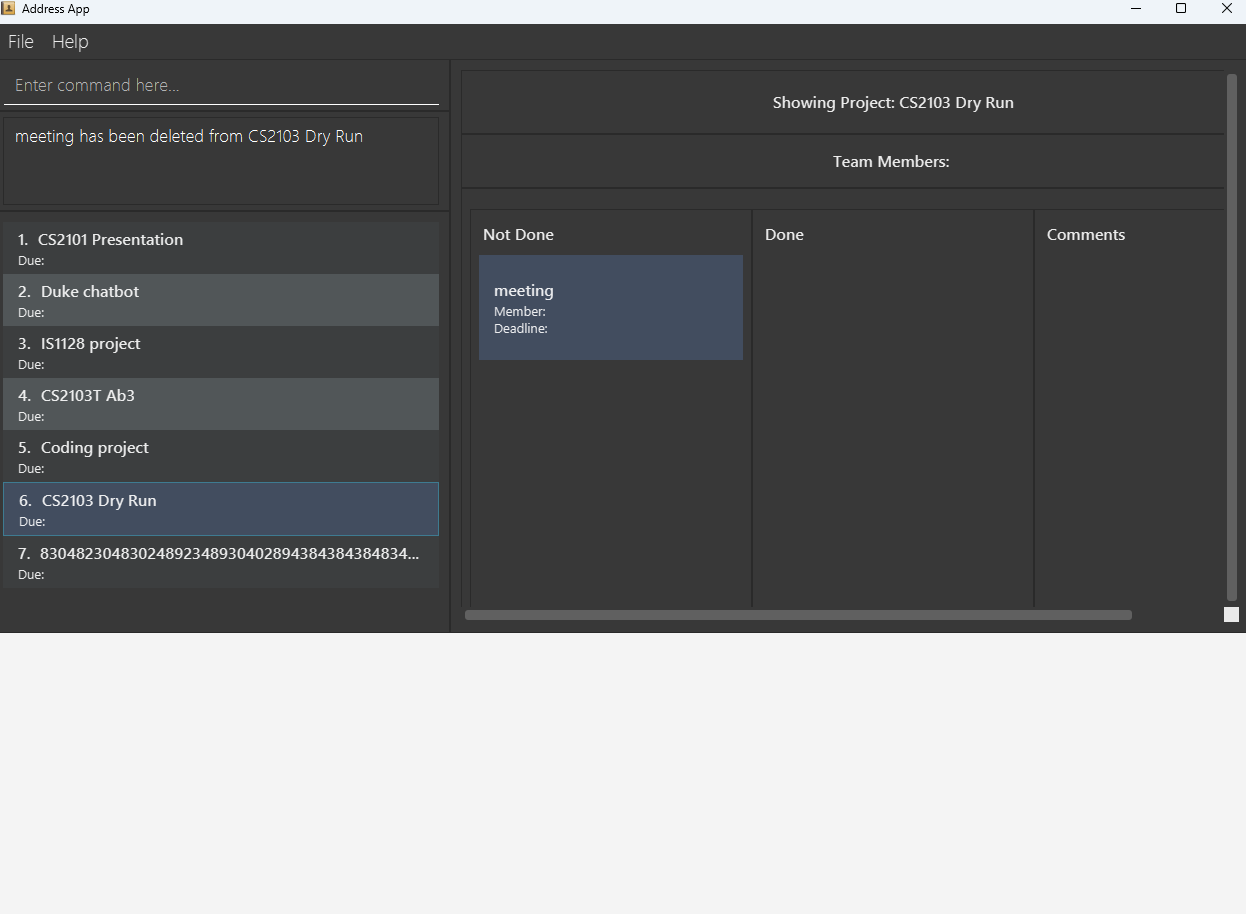 Address App
File Help
Enter command here...
meeting has been deleted from CS2103 Dry Run
1. CS2101 Presentation
Due:
2. Duke chatbot
Due:
3. IS1128 project
Due:
4. CS2103T Ab3
Due:
5. Coding project
Due:
6. CS2103 Dry Run
Due:
7. 83048230483024892348930402894384384384834...
Due:
Showing Project: CS2103 Dry Run
Team Members:
Not Done
meeting
Member:
Deadline:
Done
Comments